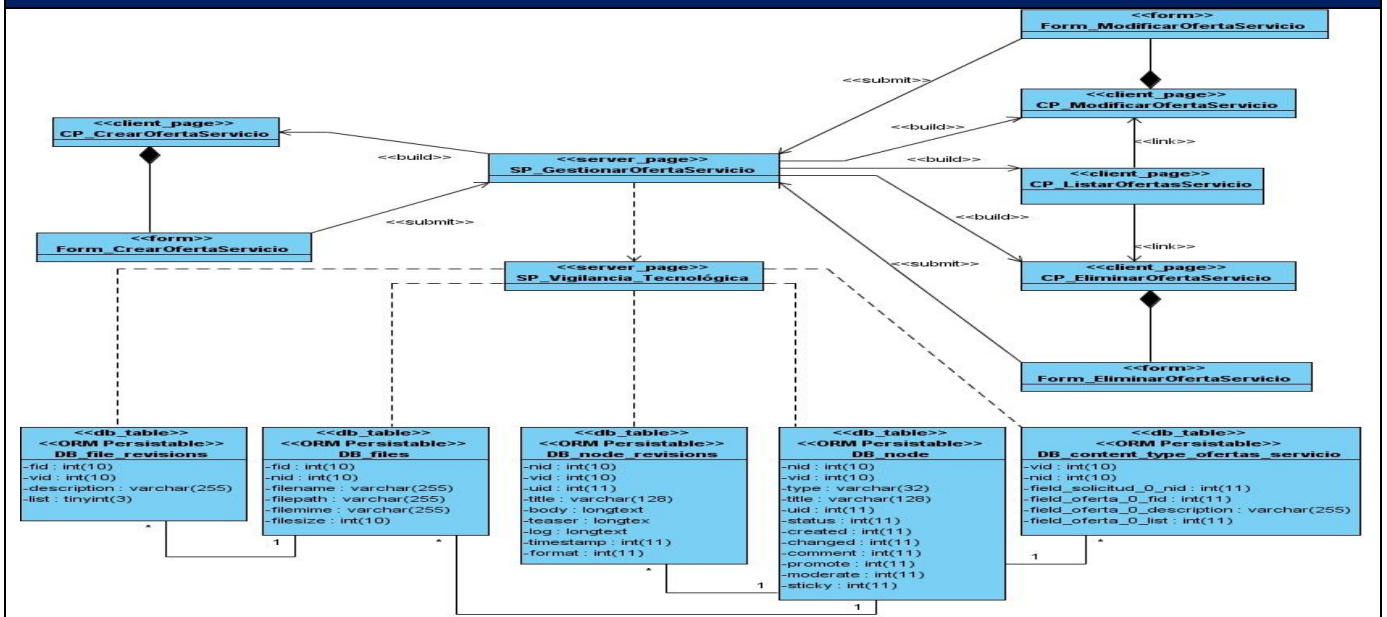 <<form>>
Form_ModificarOfertaServicio
<<submit>>
<<client_page>>
CP_ModificarOfertaServicio
<<client_page>>
CP_CrearOfertaServicio
<<build>>
<<link>>
<<build>>
<<server_page>>
SP_GestionarOfertaServicio
<<build>>
<<client_page>>
CP_ListarOfertasServicio
<<submit>>
<<build>>
<<form>>
Form_CrearOfertaServicio
<<link>>
<<submit>>
<<server_page>>
SP_Vigilancia_Tecnológica
<<client_page>>
CP_EliminarOfertaServicio
<<form>>
Form_EliminarOfertaServicio
<<db_table>>
<<ORM Persistable>>
DB_file_revisions
-fid : int(10)
-vid : int(10)
-description : varchar(255)
-list : tinyint(3)
<<db_table>>
<<ORM Persistable>>
DB_files
-fid : int(10)
-nid : int(10)
-filename : varchar(255)
-filepath : varchar(255)
-filemime : varchar(255)
-filesize : int(10)
<<db_table>>
<<ORM Persistable>>
DB_node_revisions
-nid : int(10)
-vid : int(10)
-uid : int(11)
-title : varchar(128)
-body : longtext
-teaser : longtex
-log : longtext
-timestamp : int(11)
-format : int(11)
<<db_table>>
<<ORM Persistable>>
DB_node
-nid : int(10)
-vid : int(10)
-type : varchar(32)
-title : varchar(128)
-uid : int(11)
-status : int(11)
-created : int(11)
-changed : int(11)
-comment : int(11)
-promote : int(11)
-moderate : int(11)
-sticky : int(11)
<<db_table>>
<<ORM Persistable>>
DB_content_type_ofertas_servicio
-vid : int(10)
-nid : int(10)
-field_solicitud_0_nid : int(11)
-field_oferta_0_fid : int(11)
-field_oferta_0_description : varchar(255)
-field_oferta_0_list : int(11)
*
1
*
*
1
1
*
1